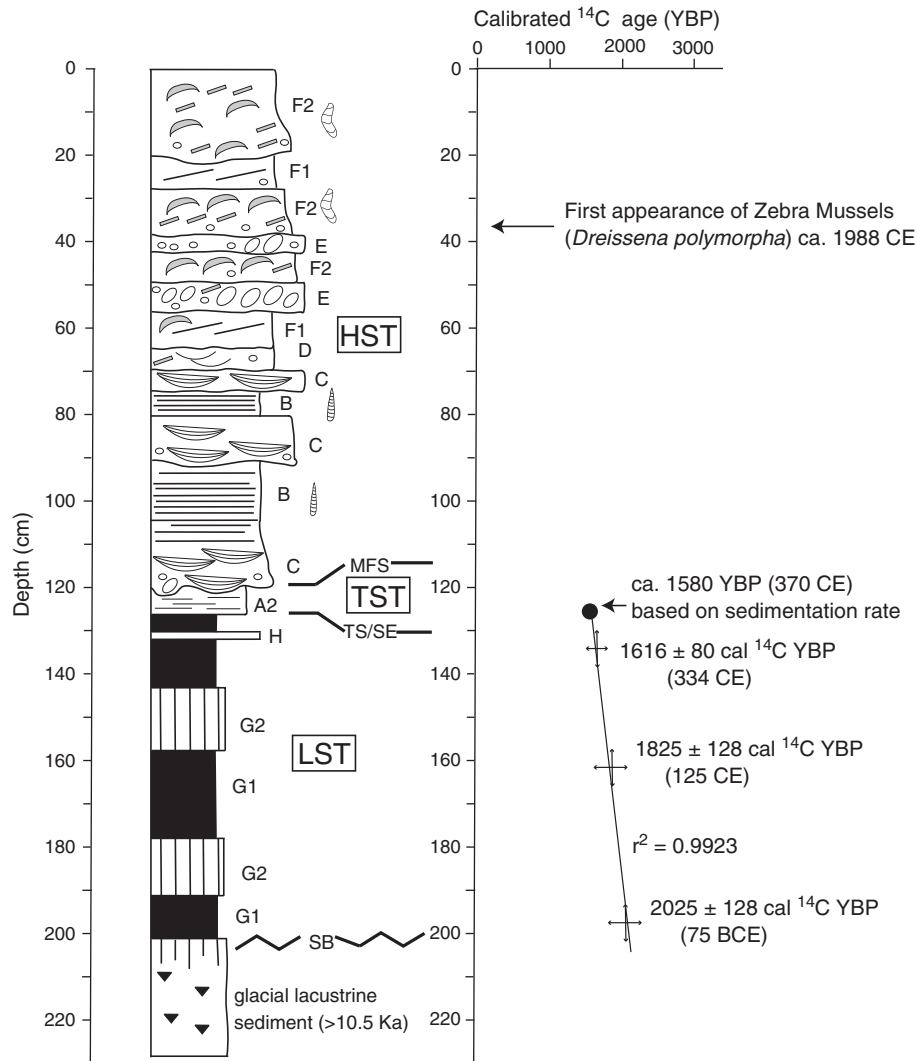 Calibrated 14C age (YBP)
0 1000 2000 3000
0
20
40
60
80
100
120
140
160
180
200
220
Depth (cm)
F2
F1
F2
E
F2
E
F1
HST
D
C
B
C
B
C
MFS
TST
A2
TS/SE
H
G2
LST
G1
G2
G1
SB
glacial lacustrine
sediment (>10.5 Ka)
0
20
40
60
80
100
120
140
160
180
200
220
First appearance of Zebra Mussels
(Dreissena polymorpha) ca. 1988 CE
ca. 1580 YBP (370 CE)
based on sedimentation rate
1616 ± 80 cal 14C YBP
(334 CE)
1825 ± 128 cal 14C YBP
(125 CE)
r2 = 0.9923
2025 ± 128 cal 14C YBP
(75 BCE)